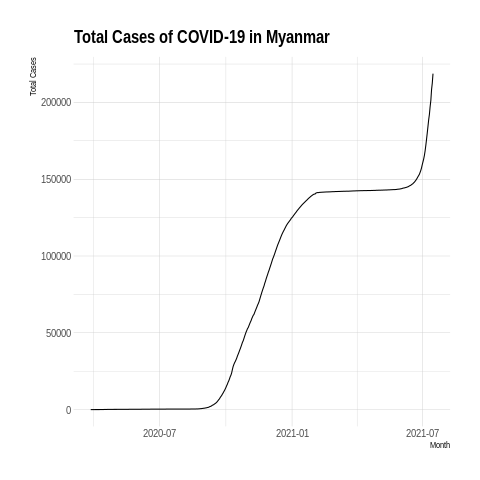 Total Cases of COVID-19 in Myanmar
Total Cases
200000
150000
100000
50000
0
2020-07 2021-01 2021-07
Month